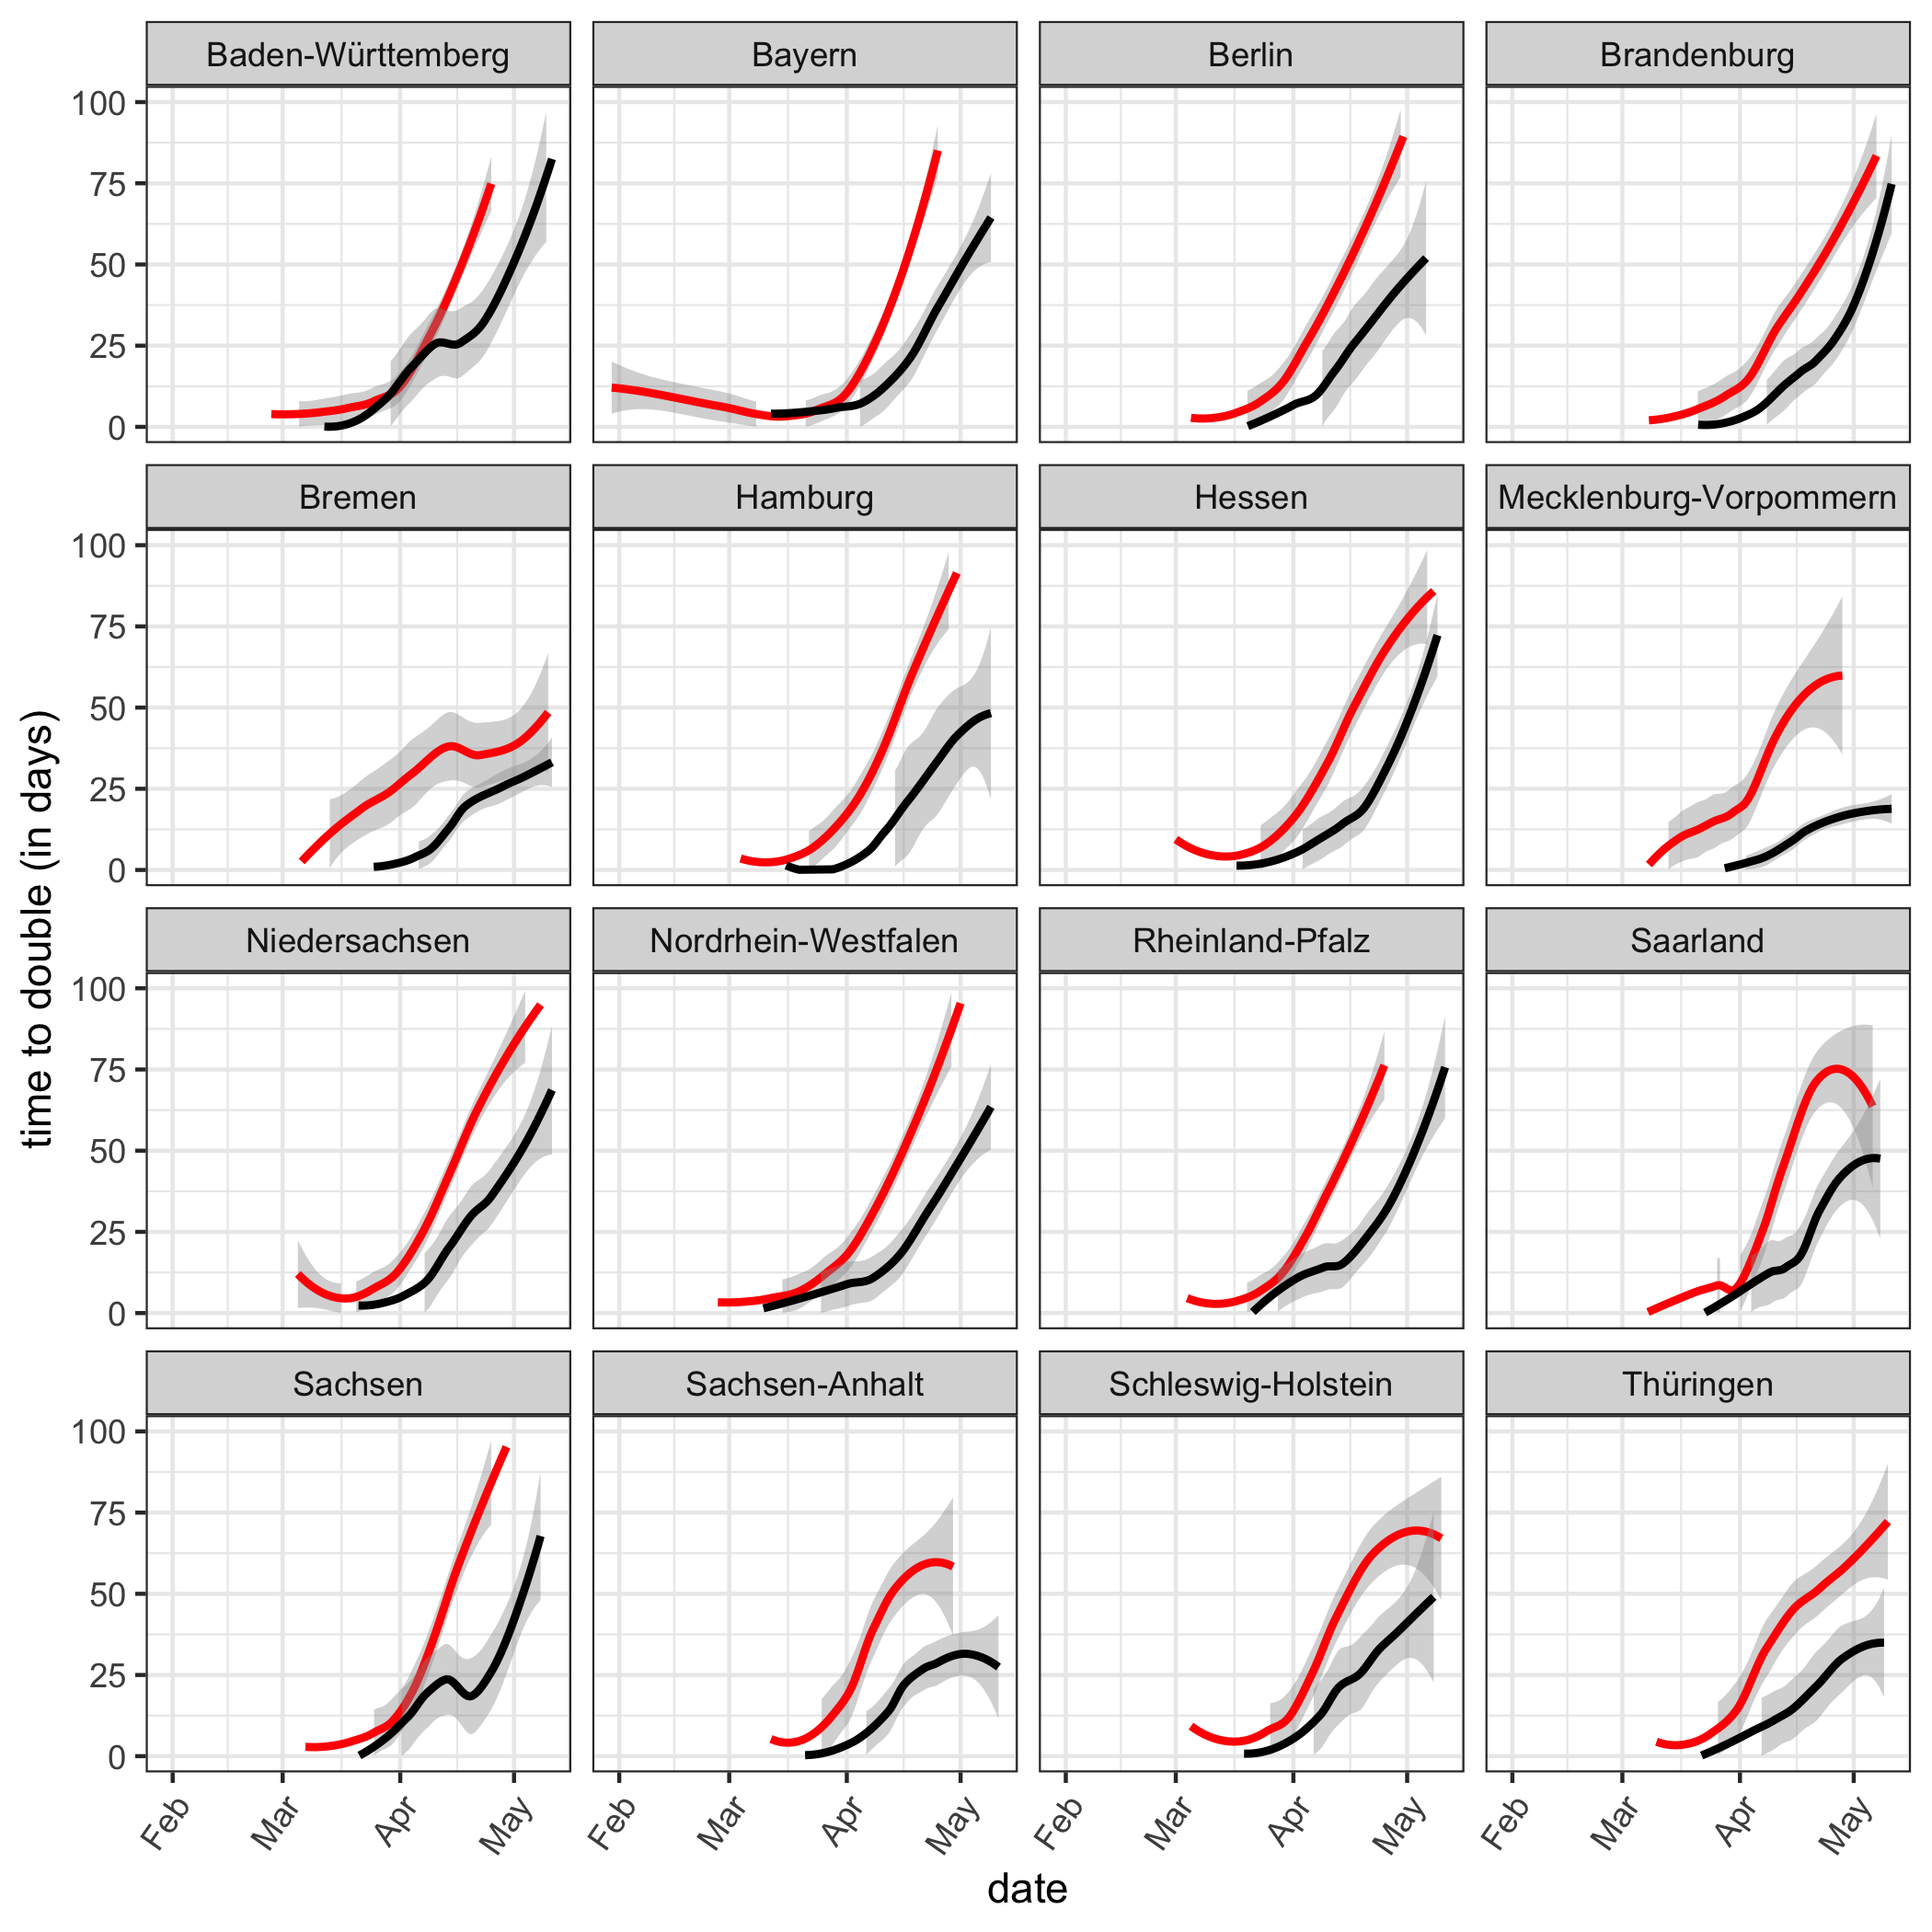 Baden-Württemberg Bayern Berlin Brandenburg
100
75
50
25
0
Bremen Hamburg Hessen Mecklenburg-Vorpommern
100
75
50
25
0
time to double (in days)
Niedersachsen Nordrhein-Westfalen Rheinland-Pfalz Saarland
100
75
50
25
0
Sachsen Sachsen-Anhalt Schleswig-Holstein Thüringen
100
75
50
25
0
Feb Mar Apr May Feb Mar Apr May Feb Mar Apr May Feb Mar Apr May
date